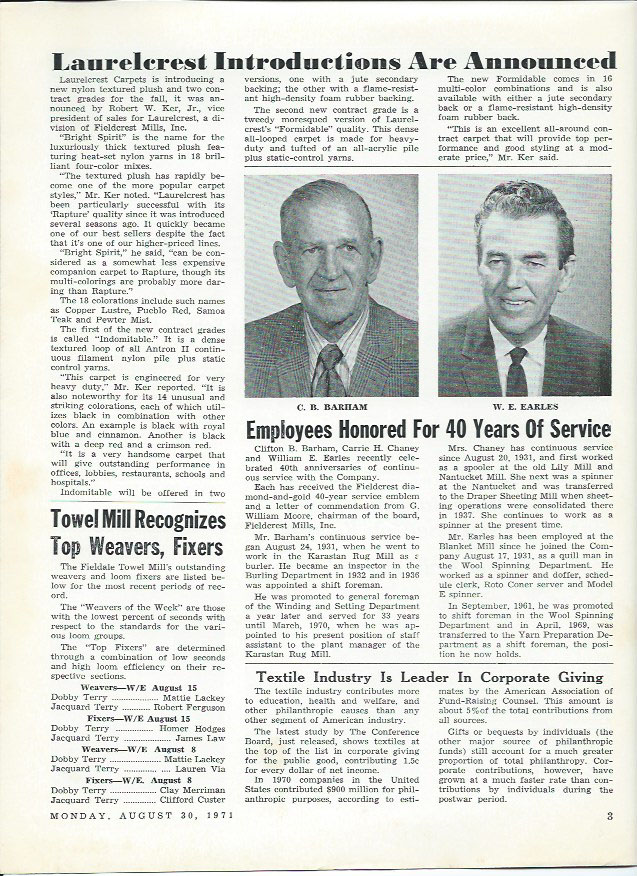 Laurelcrest Introductions Are Announced
Laurelcrest Carpets is introducing a
new nylon textured plush and two con-
tract grades for the fall, it was an-
nounced by Robert W. Ker, Jr., vice
president of sales for Laurelcrest, a di-
vision of Fieldcrest Mills, Inc.
"Bright Spirit" is the name for the
luxuriously thick textured plush fea-
turing heat-set nylon yarns in 18 bril-
liant four-color mixes.
"The textured plush has rapidly be-
come one of the more popular carpet
styles," Mr. Ker noted. "Laurelcrest has
been particularly successful with its
'Rapture' quality since it was introduced
several seasons ago. It quickly became
one of our best sellers despite the fact
that it's one of our higher-priced lines.
"Bright Spirit," he said, "can be con-
sidered as a somewhat less expensive
companion carpet to Rapture, though its
multi-colorings are probably more dar-
ing than Rapture."
The 18 colorations include such names
as Copper Lustre, Pueblo Red, Samoa
Teak and Pewter Mist.
The first of the new contract grades
is called "Indomitable." It is a dense
textured loop of all Antron II contin-
uous filament nylon pile plus static
control yarns.
"This carpet is engineered for very
heavy duty," Mr. Ker reported. "It is
also noteworthy for its 14 unusual and
striking colorations, each of which util-
izes black in combination with other
colors. An example is black with royal
blue and cinnamon. Another is black
with a deep red and a crimson red.
"It is a very handsome carpet that
will give outstanding performance in
offices, lobbies, restaurants, schools and
hospitals."
Indomitable will be offered in two
versions, one with a jute secondary
backing; the other with a flame-resist-
ant high-density foam rubber backing.
The second new contract grade is a
tweedy moresqued version of Laurel-
crest's "Formidable" quality. This dense
all-looped carpet is made for heavy-
duty and tufted of an all-acrylic pile
plus static-control yarns.
The new Formidable comes in 16
multi-color combinations and is also
available with either a jute secondary
back or a flame-resistant high-density
foam rubber back.
"This is an excellent all-around con-
tract carpet that will provide top per-
formance and good styling at a mod-
erate price," Mr. Ker said.
C. B. BARHAM
W. E. EARLES
Employees Honored For 40 Years Of Service
Clifton B. Barham, Carrie H. Chaney
and William E. Earles recently cele-
brated 40th anniversaries of continu-
ous service with the Company.
Each has received the Fieldcrest dia-
mond-and-gold 40-year service emblem
and a letter of commendation from G.
William Moore, chairman of the board,
Fieldcrest Mills, Inc.
Mr. Barham's continuous service be-
gan August 24, 1931, when he went to
work in the Karastan Rug Mill as a
burler. He became an inspector in the
Burling Department in 1932 and in 1936
was appointed a shift foreman.
He was promoted to general foreman
of the Winding and Setting Department
a year later and served for 33 years
until March, 1970, when he was ap-
pointed to his present position of staff
assistant to the plant manager of the
Karastan Rug Mill.
Mrs. Chaney has continuous service
since August 20, 1931, and first worked
as a spooler at the old Lily Mill and
Nantucket Mill. She next was a spinner
at the Nantucket and was transferred
to the Draper Sheeting Mill when sheet-
ing operations were consolidated there
in 1937. She continues to work as a
spinner at the present time.
Mr. Earles has been employed at the
Blanket Mill since he joined the Com-
pany August 17, 1931, as a quill man in
the Wool Spinning Department. He
worked as a spinner and doffer, sched-
ule clerk, Roto Coner server and Model
E spinner.
In September, 1961, he was promoted
to shift foreman in the Wool Spinning
Department and in April, 1969, was
transferred to the Yarn Preparation De-
partment as a shift foreman, the posi-
tion he now holds.
Towel Mill Recognizes
Top Weavers, Fixers
The Fieldale Towel Mill's outstanding
weavers and loom fixers are listed be-
low for the most recent periods of rec-
ord.
The "Weavers of the Week" are those
with the lowest percent of seconds with
respect to the standards for the vari-
ous loom groups.
The "Top Fixers" are determined
through a combination of low seconds
and high loom efficiency on their re-
spective sections.
Weavers—W/E August 15
Dobby Terry .................. Mattie Lackey
Jacquard Terry ............ Robert Ferguson
Fixers—W/E August 15
Dobby Terry .............. Homer Hodges
Jacquard Terry .................. James Law
Weavers—W/E August 8
Dobby Terry .................. Mattie Lackey
Jacquard Terry .................. Lauren Via
Fixers—W/E. August 8
Dobby Terry .............. Clay Merriman
Jacquard Terry .............. Clifford Custer
Textile Industry Is Leader In Corporate Giving
The textile industry contributes more
to education, health and welfare, and
other philanthropic causes than any
other segment of American industry.
The latest study by The Conference
Board, just released, shows textiles at
the top of the list in corporate giving
for the public good, contributing 1.5c
for every dollar of net income.
In 1970 companies in the United
States contributed $900 million for phil-
anthropic purposes, according to esti-
mates by the American Association of
Fund-Raising Counsel. This amount is
about 5% of the total contributions from
all sources.
Gifts or bequests by individuals (the
other major source of philanthropic
funds) still account for a much greater
proportion of total philanthropy. Cor-
porate contributions, however, have
grown at a much faster rate than con-
tributions by individuals during the
postwar period.
MONDAY, AUGUST 30, 1971
3